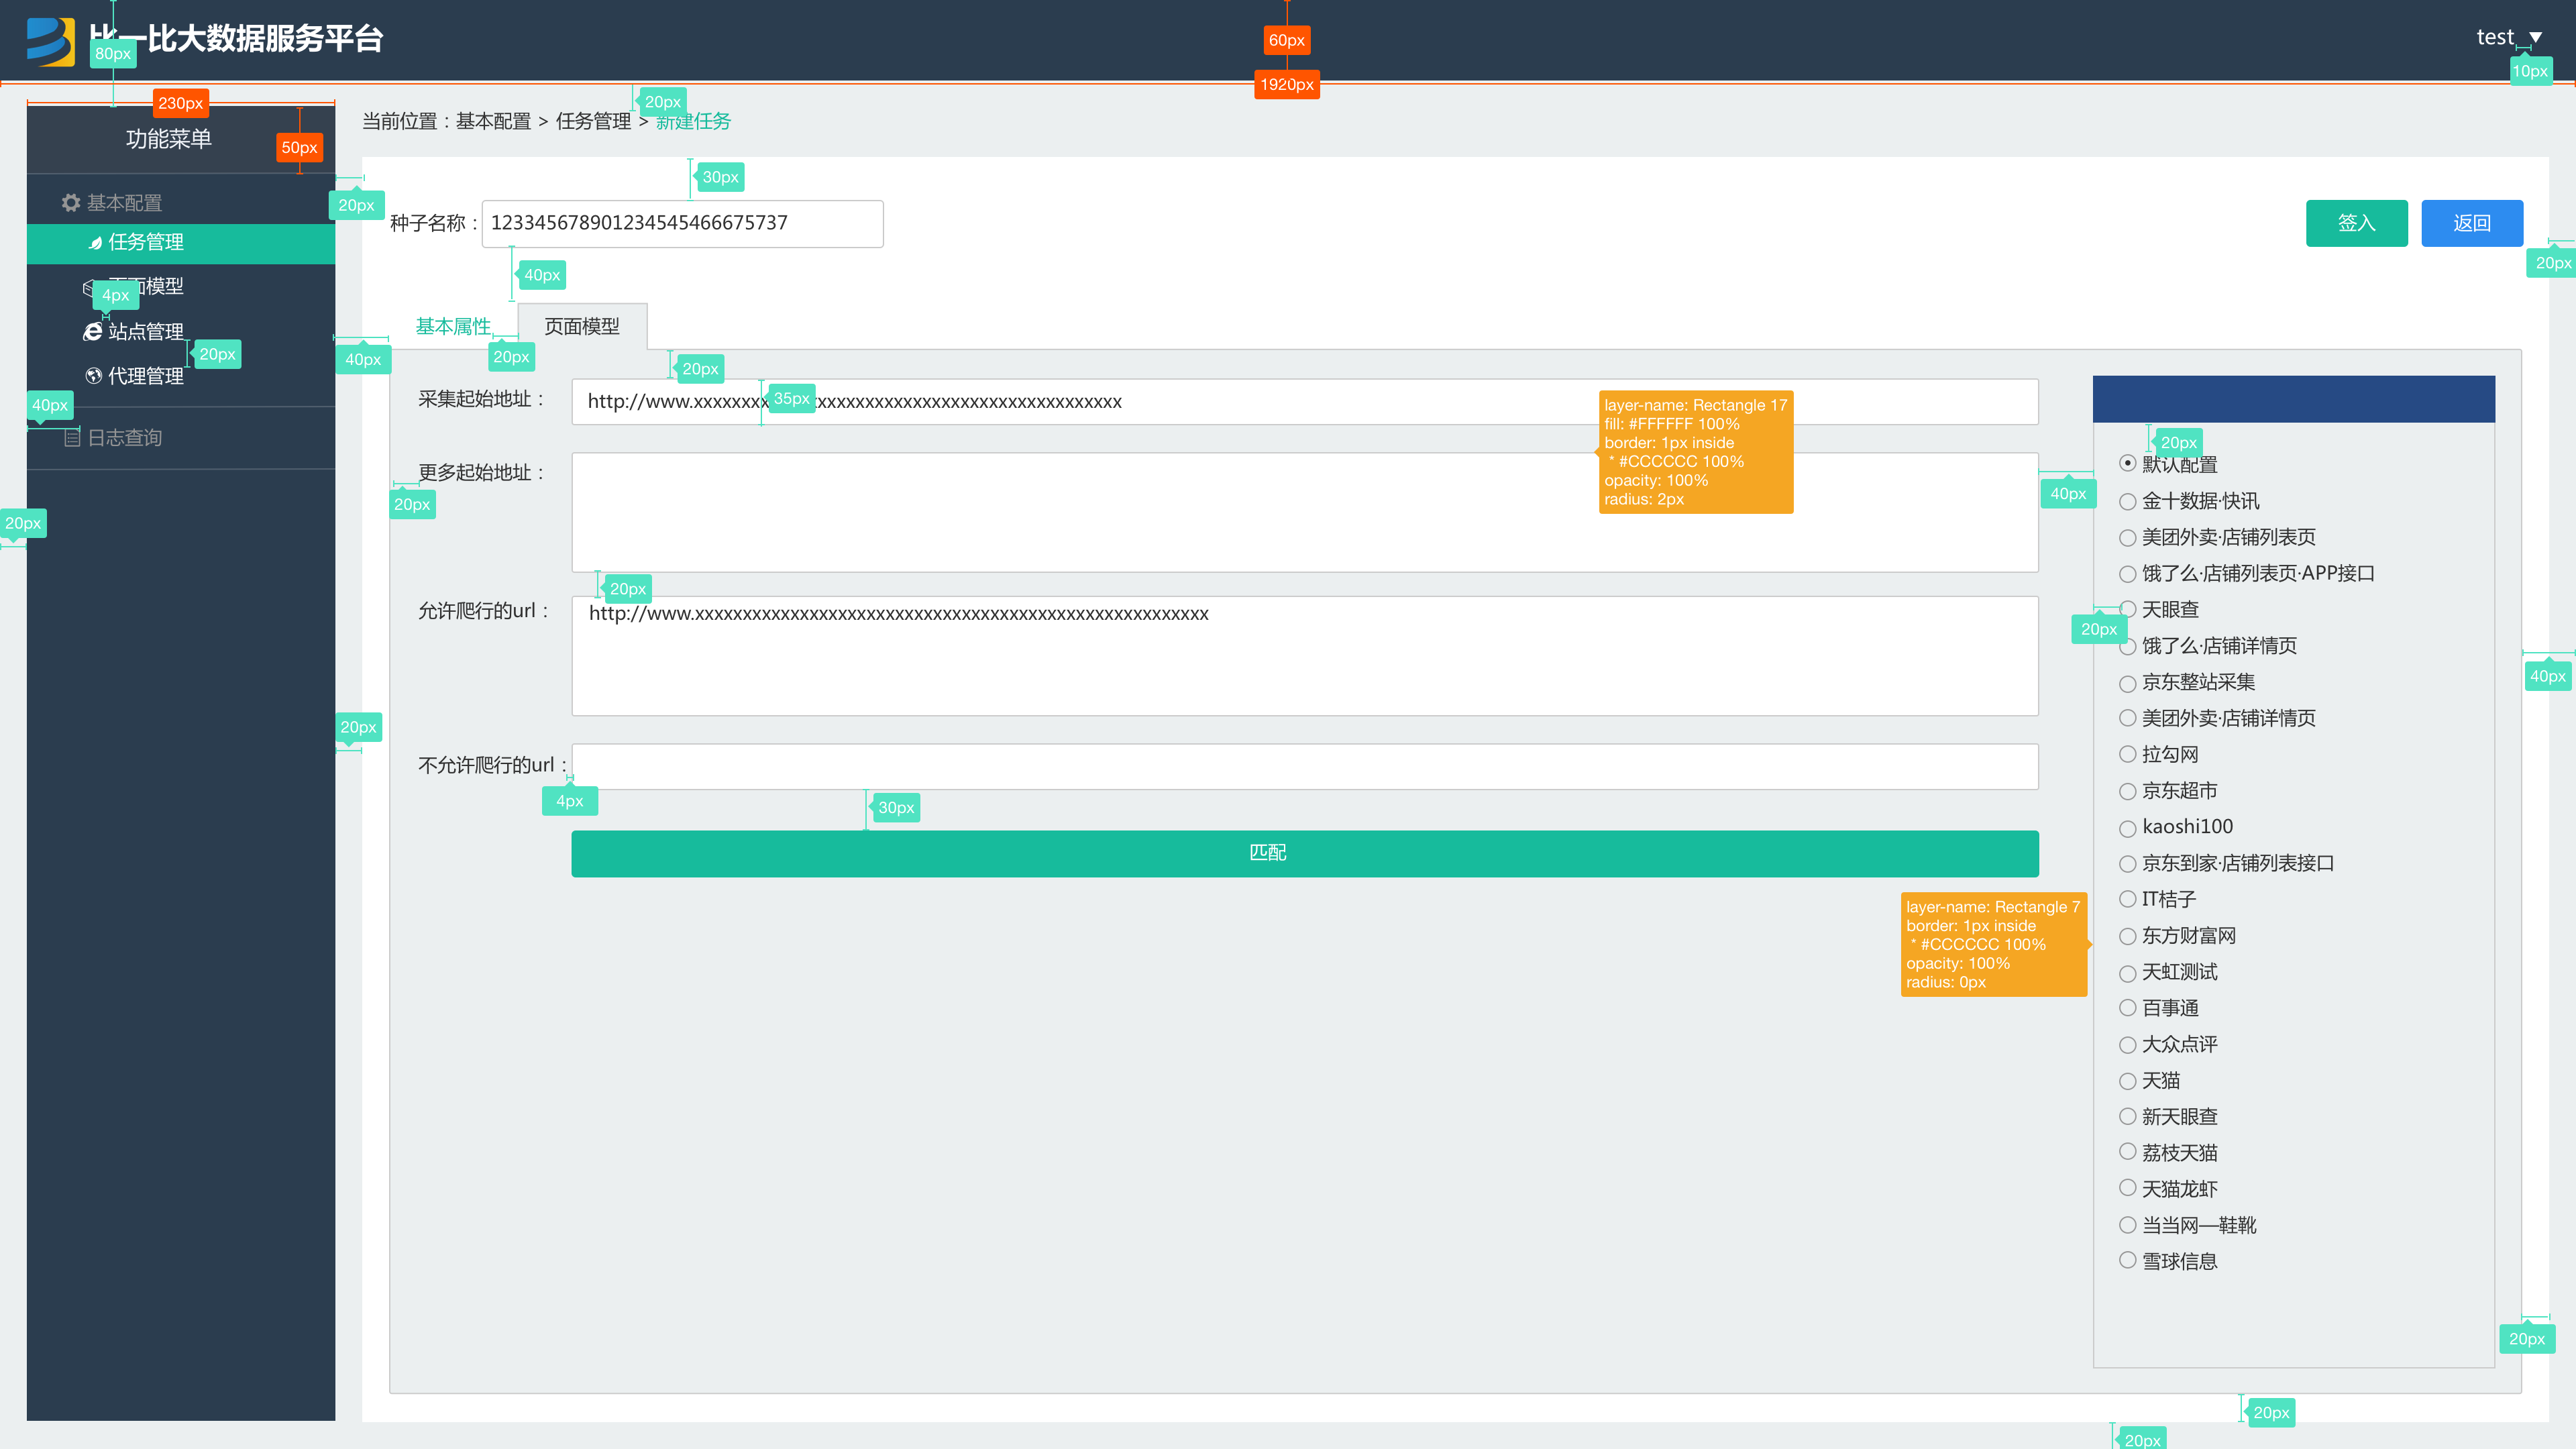 比一比大数据服务平台
80px
60px
1920px
test
10px
230px
功能菜单
50px
20px
当前位置：基本配置 > 任务管理 > 新建任务
基本配置
任务管理
页面模型
4px
站点管理
20px
代理管理
40px
日志查询
20px
20px
30px
种子名称：
123345678901234545466675737
签入
返回
20px
40px
基本属性
页面模型
20px
40px
20px
采集起始地址：
35px
layer-name: Rectangle 17
fill: #FFFFFF 100%
border: 1px inside
* #CCCCCC 100%
opacity: 100%
radius: 2px
更多起始地址：
20px
20px
允许爬行的url：
http://www.xxxxxxxxxxxxxxxxxxxxxxxxxxxxxxxxxxxxxxxxxxxxxxxxxxxxxx
20px
不允许爬行的url：
4px
30px
匹配
layer-name: Rectangle 7
border: 1px inside
* #CCCCCC 100%
opacity: 100%
radius: 0px
40px
20px
默认配置
金十数据·快讯
美团外卖·店铺列表页
饿了么·店铺列表页·APP接口
天眼查
20px
饿了么·店铺详情页
京东整站采集
美团外卖·店铺详情页
拉勾网
京东超市
kaoshi100
京东到家·店铺列表接口
IT桔子
东方财富网
天虹测试
百事通
大众点评
天猫
新天眼查
荔枝天猫
天猫龙虾
当当网—鞋靴
雪球信息
40px
20px
20px
20px